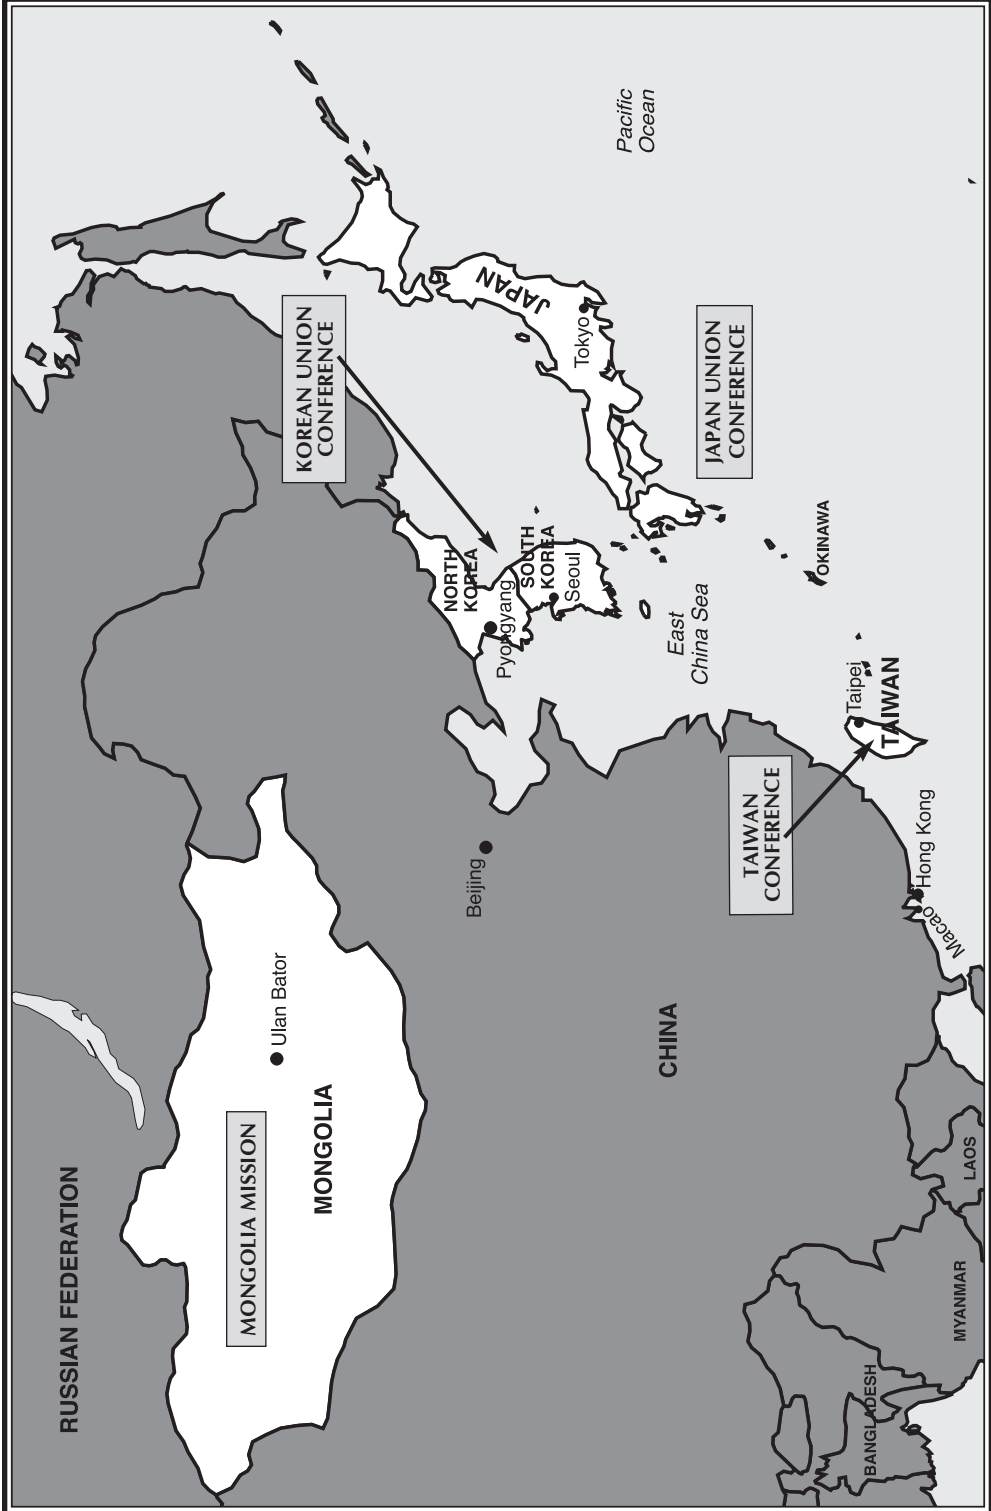 RUSSIAN FEDERATION
MONGOLIA MISSION
MONGOLIA
Ulan Bator
KOREAN UNION
CONFERENCE
NORTH
KOREA
Pyongyang
SOUTH
KOREA
Seoul
JAPAN
Tokyo
Pacific
Ocean
JAPAN UNION
CONFERENCE
Beijing
East
China Sea
OKINAWA
CHINA
TAIWAN
CONFERENCE
Taipei
TAIWAN
Hong Kong
Macao
BANGLADESH
MYANMAR
LAOS